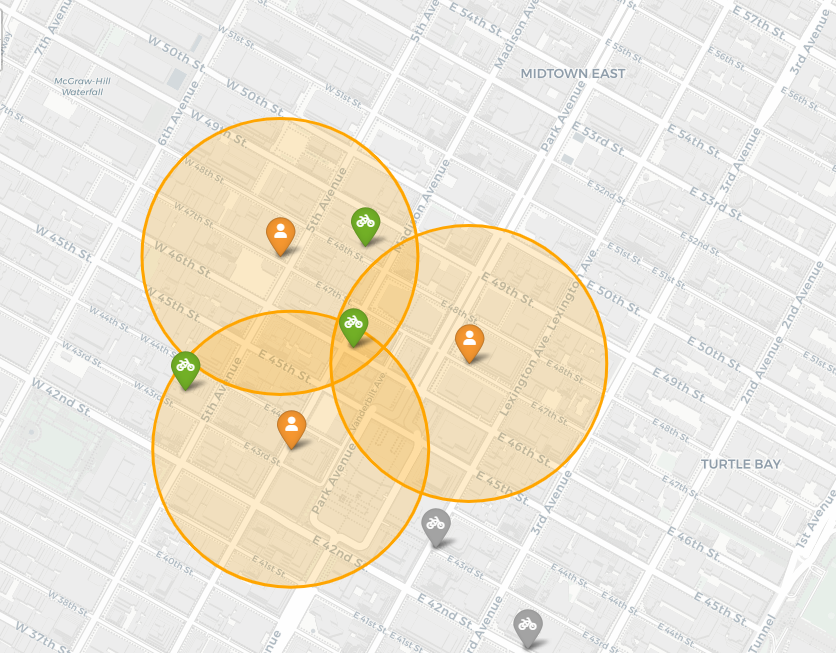 7th Avenue
W 50th St
W 51st St
5th Ave
Madison Avenue
E 54th St
E 57th St
3rd Avenue
E 55th St
E 56th St
McGraw-Hill
Waterfall
MIDTOWN EAST
W 50th St
W 51st St
E 56th St
6th Avenue
W 49th St
Park Avenue
E 53rd St
E 54th St
3rd Avenue
W 48th St
5th Avenue
E 52nd St
E 53rd St
W 47th St
Madison Avenue
W 45th St
W 46th St
E 48th St
E 52nd St
E 51st St
E 51st St
Lexington Ave
2nd Avenue
W 45th St
E 47th St
E 49th St
E 50th St
W 44th St
E 48th St
W 44th St
W 43rd St
E 45th St
E 50th St
2nd Avenue
W 42nd St
W 43rd St
5th Avenue
Vanderbilt Ave
Lexington Ave
E 48th St
E 49th St
E 47th St
E 48th St
E 43rd St
E 46th St
TURTLE BAY
Park Avenue
E 45th St
E 47th St
3rd Avenue
1st Avenue
E 42nd St
E 46th St
E 40th St
E 41st St
E 43rd St
E 44th St
E 44th St
E 45th St
W 38th St
E 42nd St
E 41st St
E 43rd St
W 37th St
Tunnel